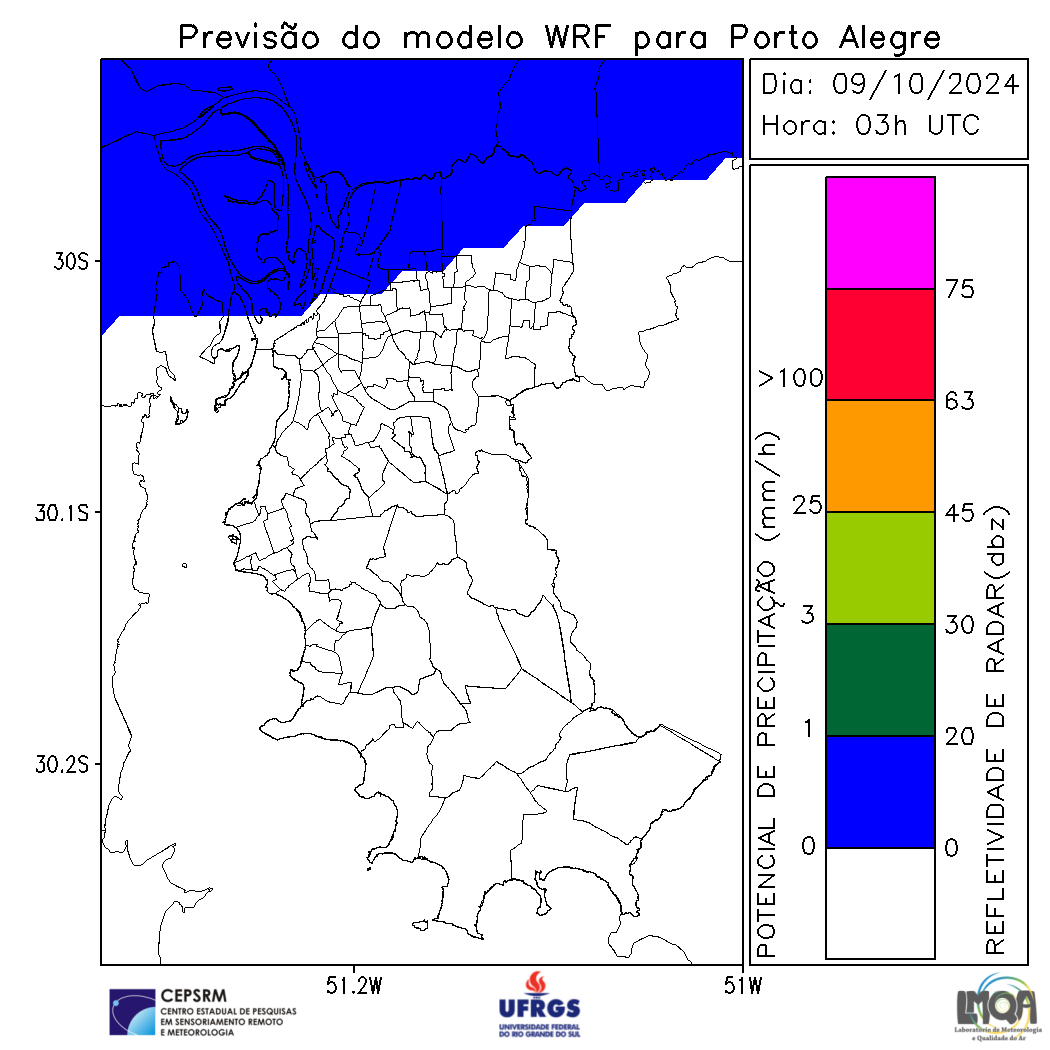 Previsão do modelo WRF para Porto Alegre
Dia: 09/10/2024
Hora: 03h UTC
30S
30.1S
30.2S
51.2W
51W
POTENCIAL DE PRECIPITAÇÃO (mm/h)
>100
25
3
1
0
75
63
45
30
20
0
REFLETIVIDADE DE RADAR(dbz)
CEPSRM
CENTRO ESTADUAL DE PESQUISAS
EM SENSORIAMENTO REMOTO
E METEOROLOGIA
UFRGS
UNIVERSIDADE FEDERAL
DO RIO GRANDE DO SUL
LMQA
Laboratório de Meteorologia
e Qualidade do Ar